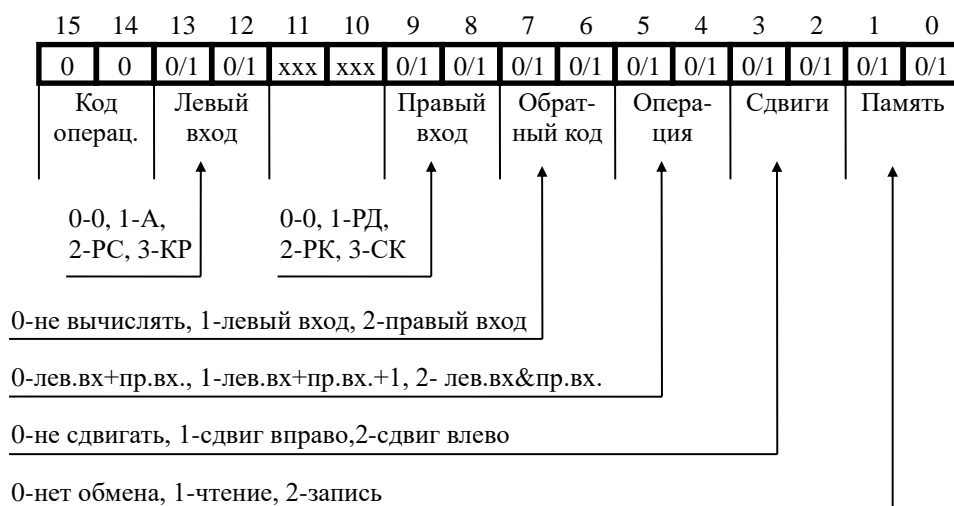 15 14 13 12 11 10 9 8 7 6 5 4 3 2 1 0
0 0 0/1 0/1 xxx xxx 0/1 0/1 0/1 0/1 0/1 0/1 0/1 0/1 0/1 0/1
Код Левый Правый Обрат- Опера- Сдвиги Память
операц. вход вход ный код ция
0-0, 1-А, 0-0, 1-РД,
2-РС, 3-КР 2-РК, 3-СК
0-не вычислять, 1-левый вход, 2-правый вход
0-лев.вх+пр.вх., 1-лев.вх+пр.вх.+1, 2- лев.вх&пр.вх.
0-не сдвигать, 1-сдвиг вправо,2-сдвиг влево
0-нет обмена, 1-чтение, 2-запись